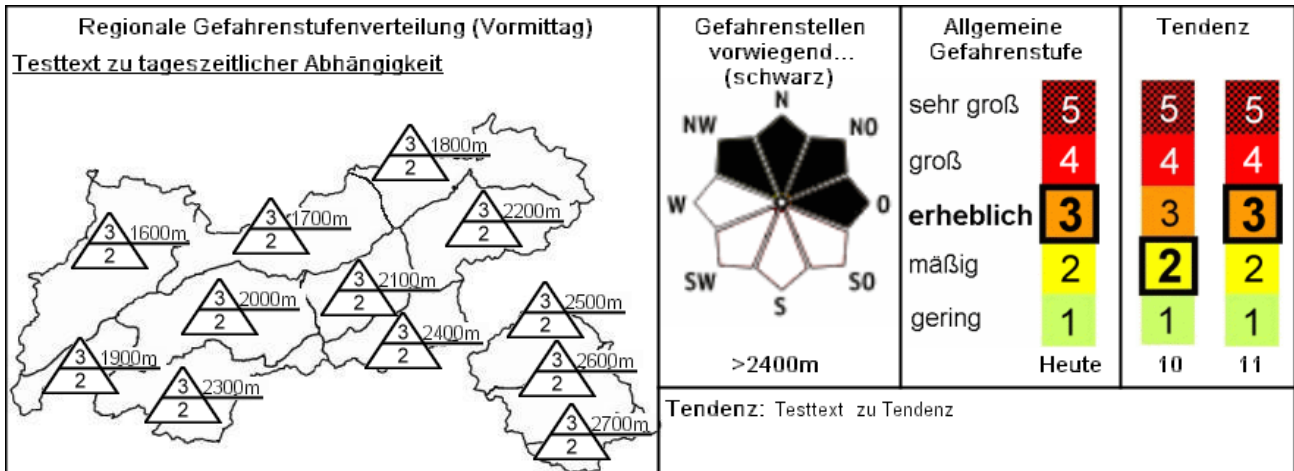 Regionale Gefahrenstufenverteilung (Vormittag)
Testtext zu tageszeitlicher Abhängigkeit
3 1800m
2
3 2200m
2
3 1700m
2
3 1600m
2
3 2100m
2
3 2000m
2
3 2500m
2
3 2400m
2
3 1900m
2
3 2600m
2
3 2300m
2
3 2700m
2
Gefahrenstellen
vorwiegend...
(schwarz)
N
NW NO
W O
SW SO
S
>2400m
Allgemeine
Gefahrenstufe
sehr groß 5
groß 4
erheblich 3
mäßig 2
gering 1
Heute
Tendenz
5 5
4 4
3 3
2 2
1 1
10 11
Tendenz: Testtext zu Tendenz